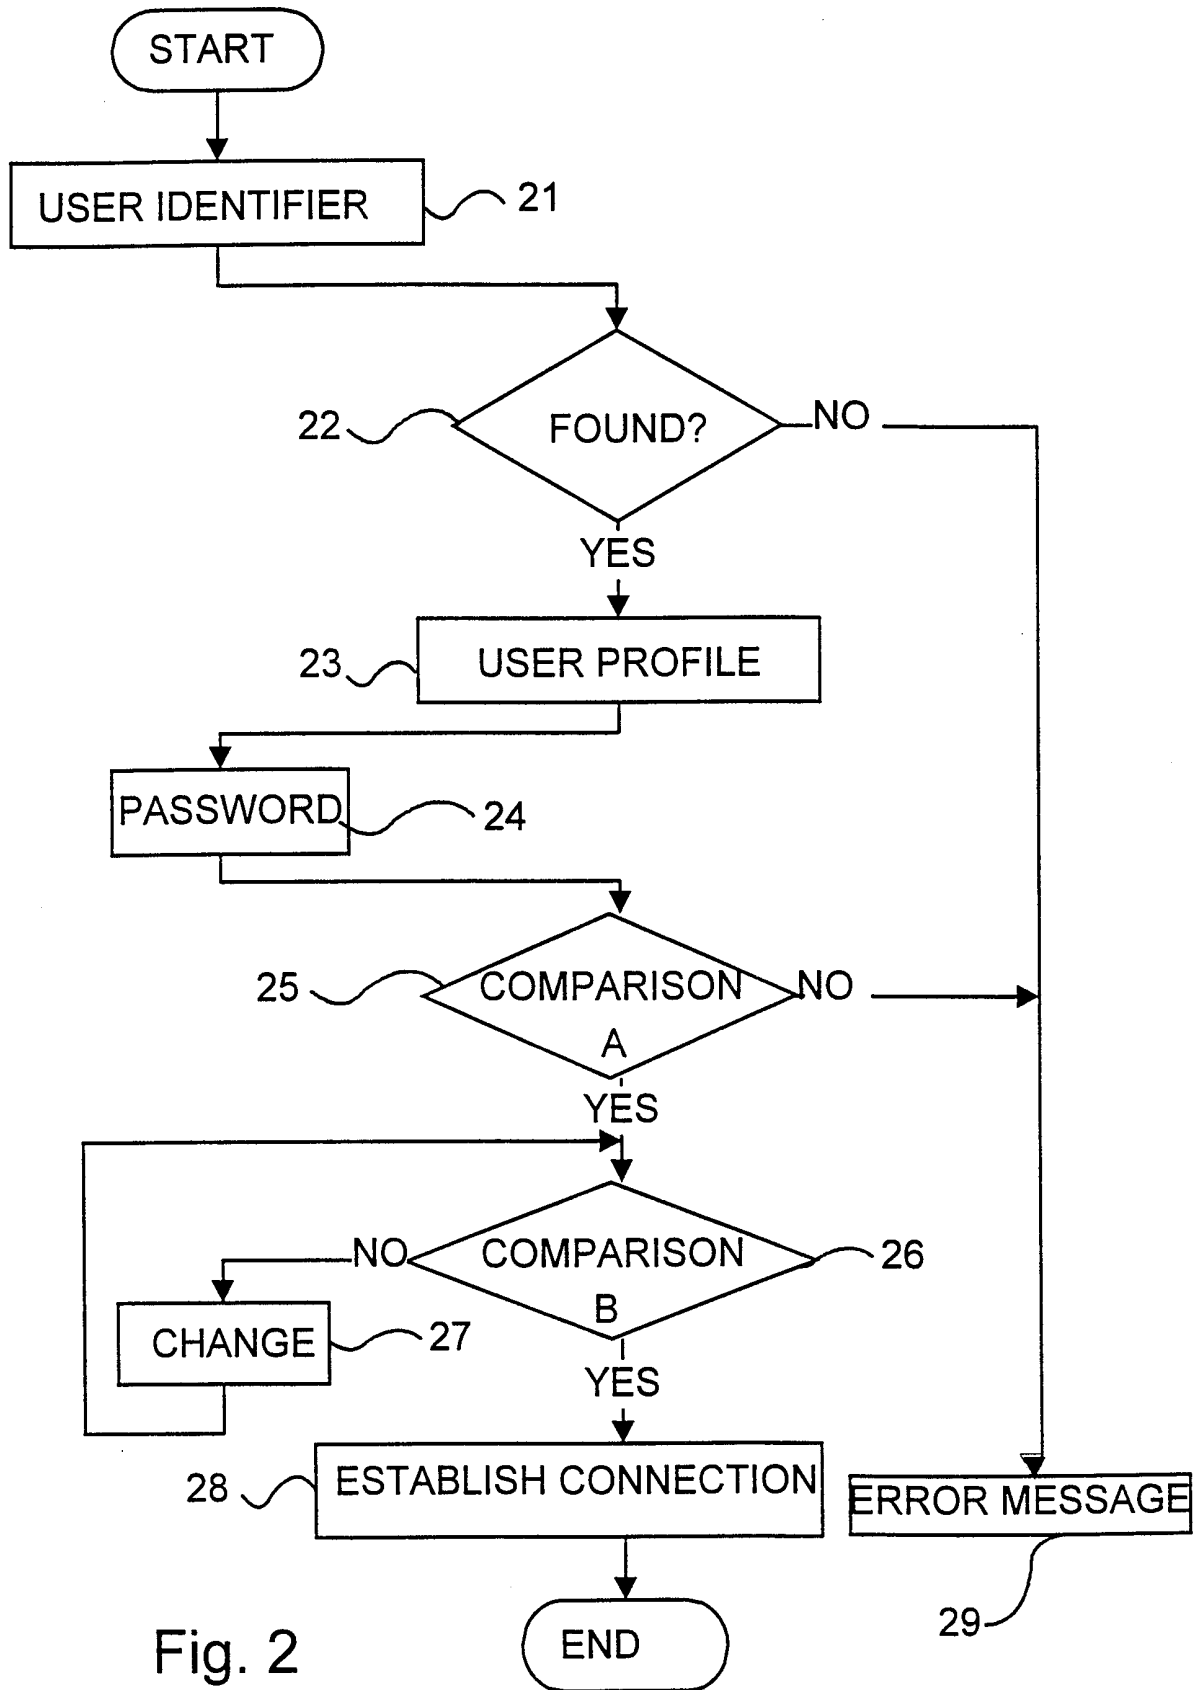 START
USER IDENTIFIER
21
22
FOUND?
NO
YES
23
USER PROFILE
PASSWORD
24
25
COMPARISON
A
NO
YES
NO
COMPARISON
B
26
CHANGE
27
YES
28
ESTABLISH CONNECTION
ERROR MESSAGE
29
END
Fig. 2